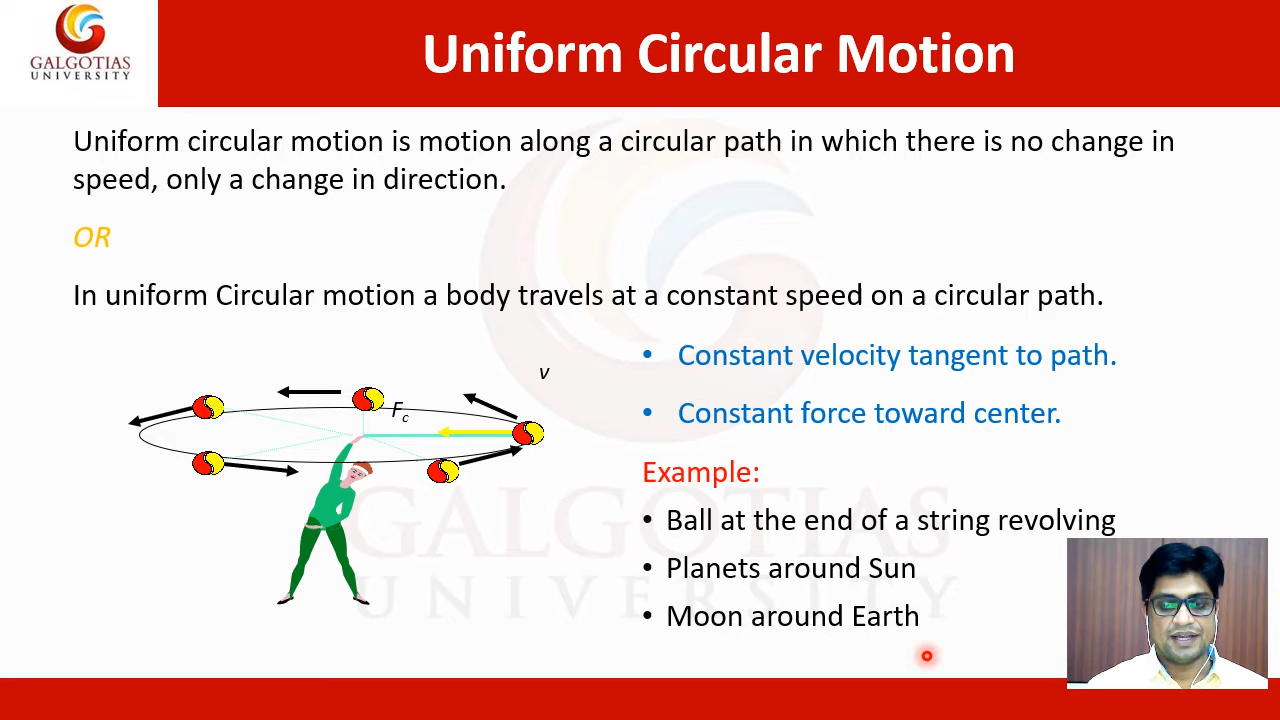 GALGOTIAS
UNIVERSITY
Uniform Circular Motion
Uniform circular motion is motion along a circular path in which there is no change in
speed, only a change in direction.
OR
In uniform Circular motion a body travels at a constant speed on a circular path.
• Constant velocity tangent to path.
• Constant force toward center.
Example:
• Ball at the end of a string revolving
• Planets around Sun
• Moon around Earth
v
Fc
GALGOTIAS
UNIVERSITY